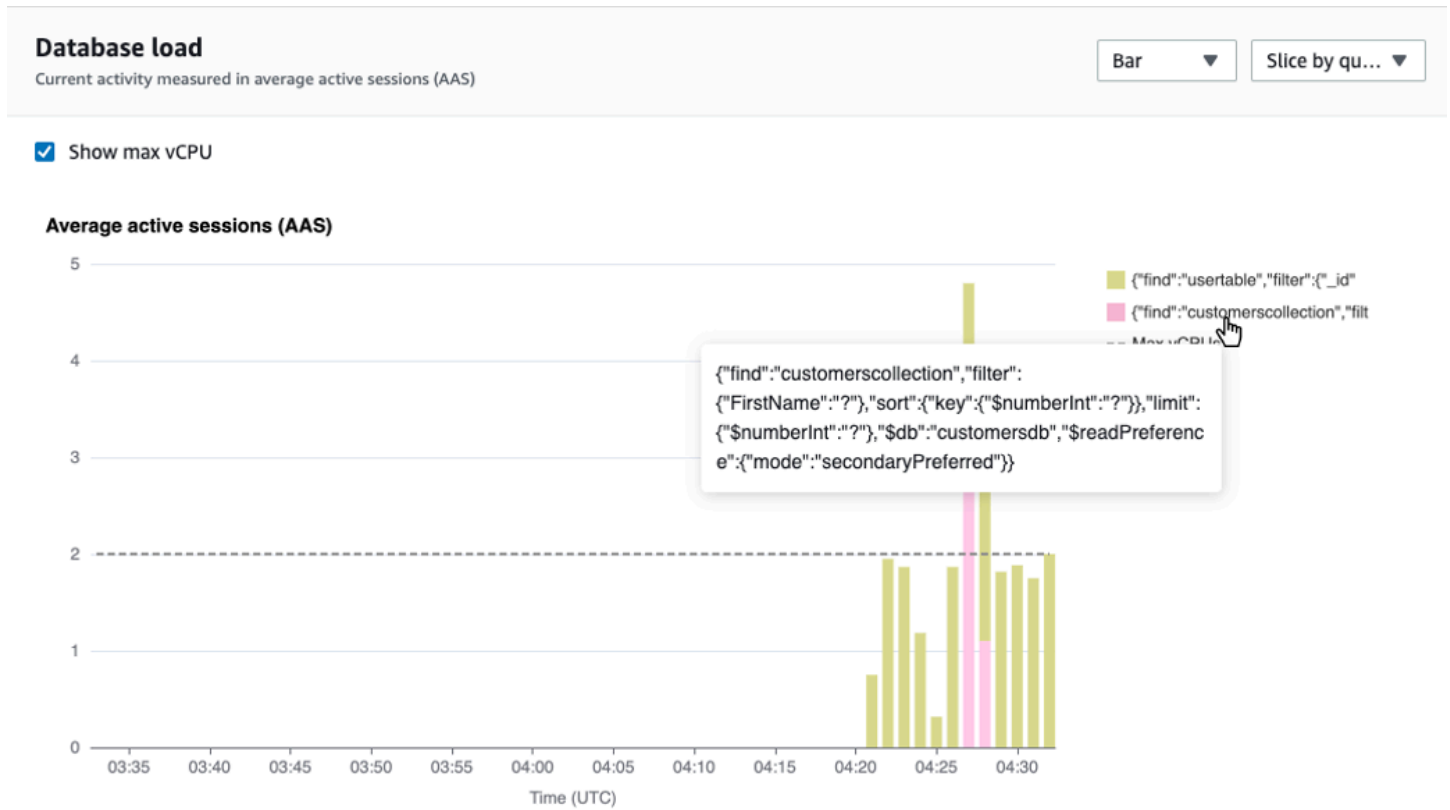 Database load
Current activity measured in average active sessions (AAS)
Bar
Slice by qu...
Show max vCPU
Average active sessions (AAS)
5
4
3
2
1
0
{"find":"usertable","filter":{"_id"
{"find":"customerscollection","filt
Max vCPUs
{"find":"customerscollection","filter":
{"FirstName":"?"},"sort":{"key":{"$numberInt":"?"}},"limit":
{"$numberInt":"?"},"$db":"customersdb","$readPreferenc
e":{"mode":"secondaryPreferred"}}
03:35 03:40 03:45 03:50 03:55 04:00 04:05 04:10 04:15 04:20 04:25 04:30
Time (UTC)